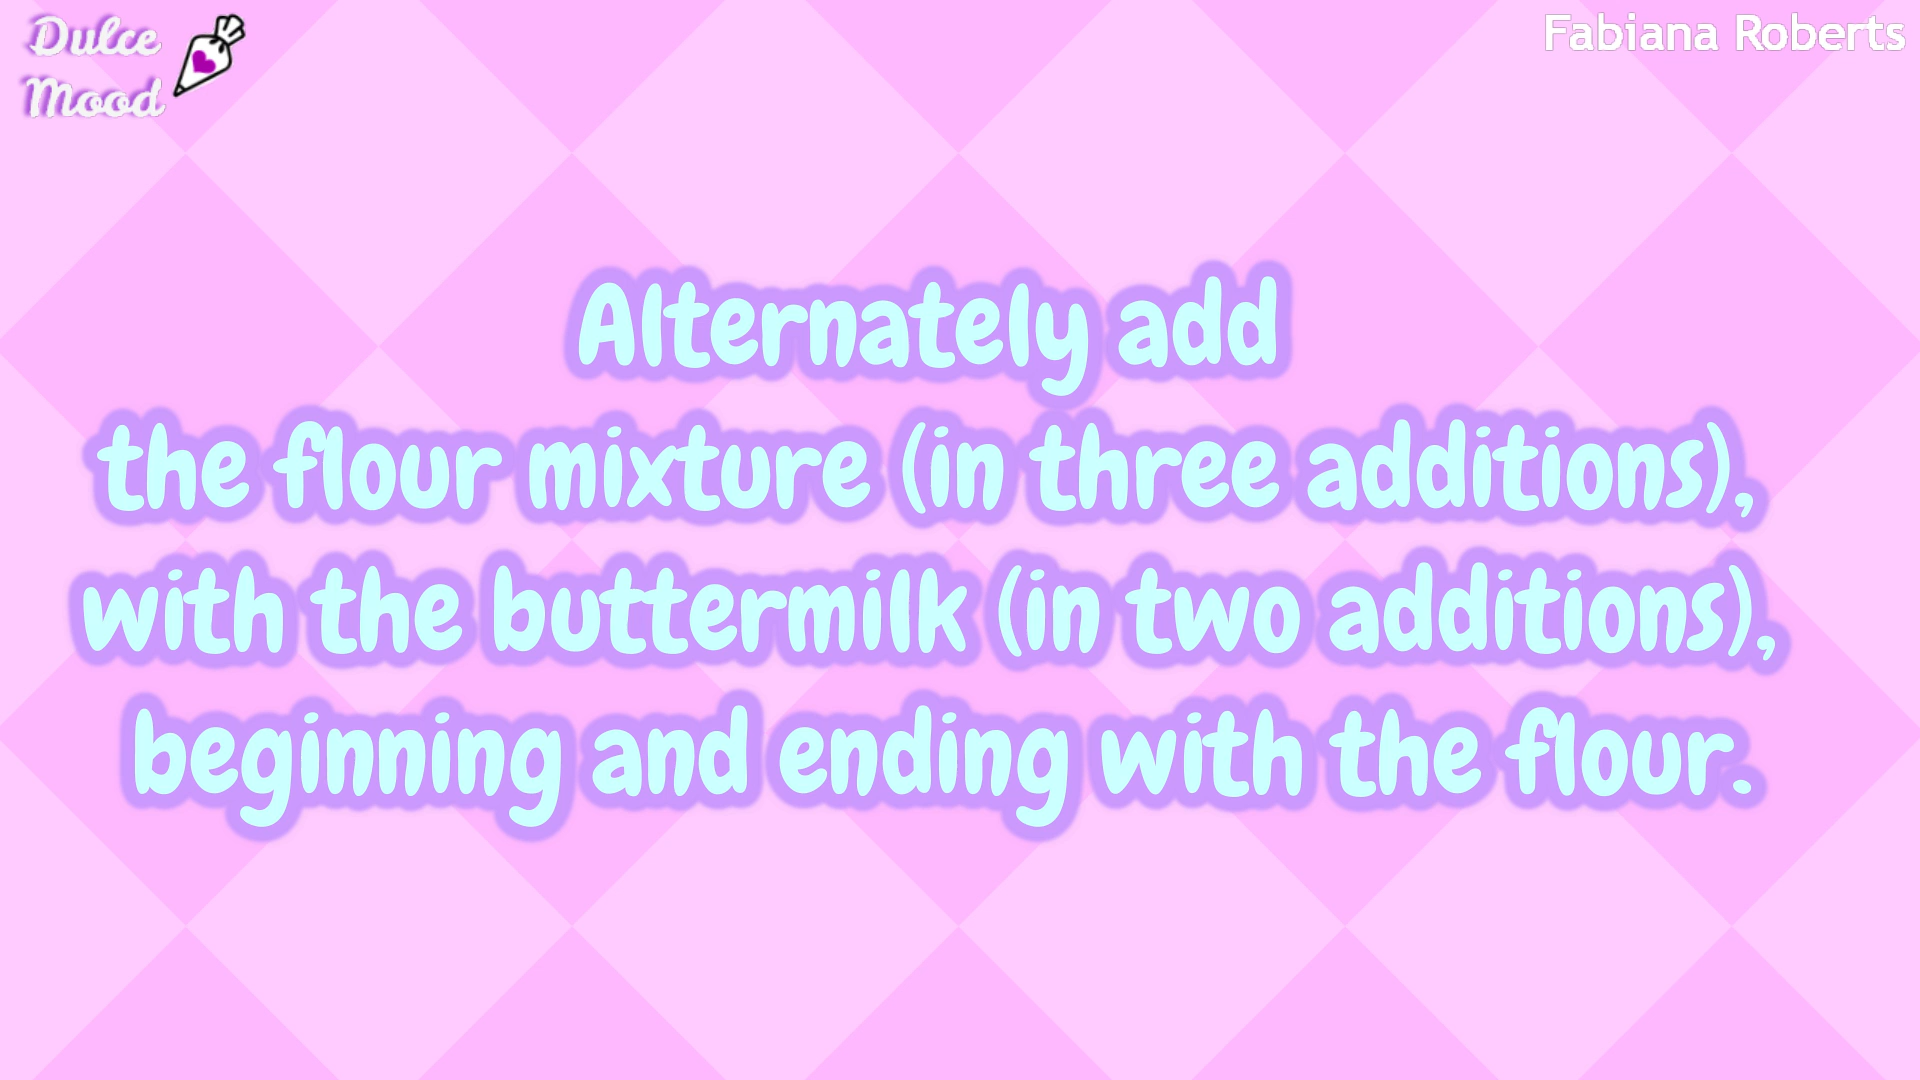 Dulce
Mood
Fabiana Roberts
Alternately add
the flour mixture (in three additions),
with the buttermilk (in two additions),
beginning and ending with the flour.